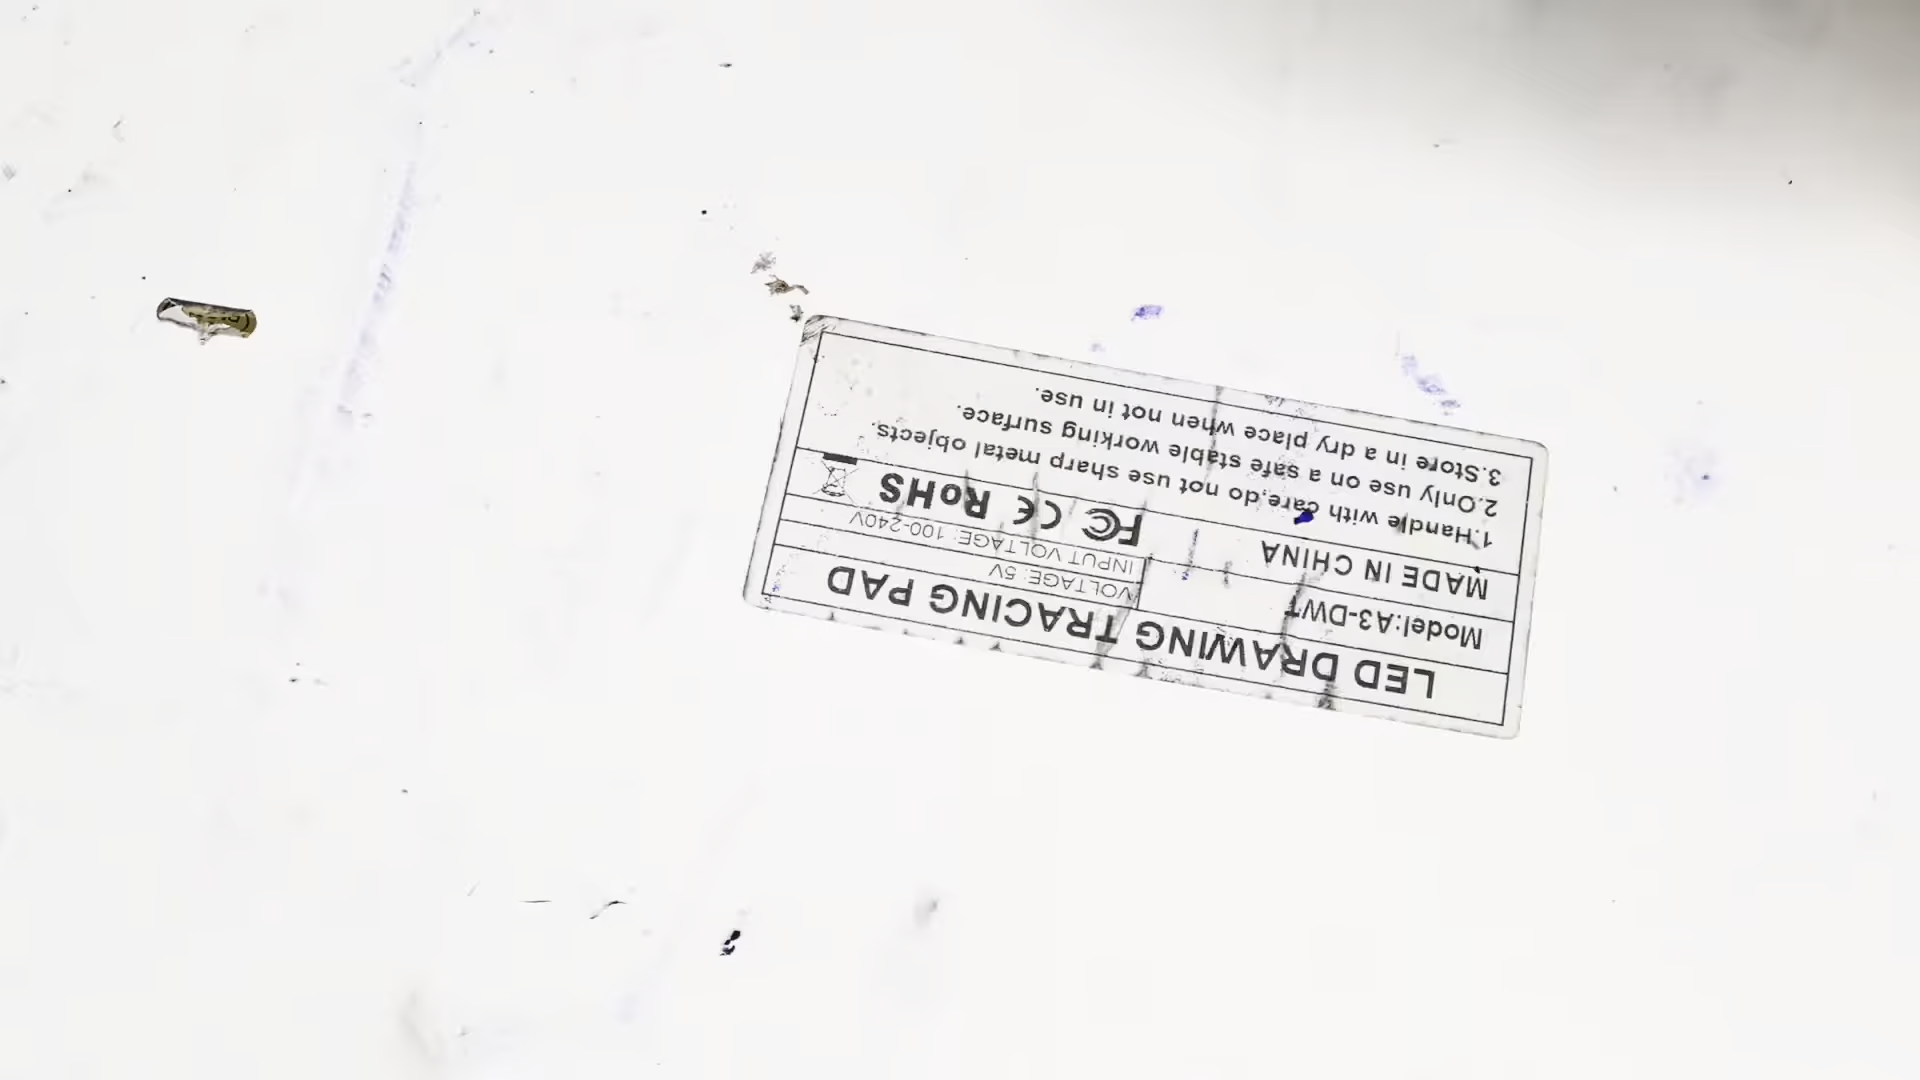 LED DRAWING TRACING PAD
Model:A3-DWT
VOLTAGE: 5V
INPUT VOLTAGE: 100-240V
MADE IN CHINA
FC CE RoHS
1.Handle with care,do not use sharp metal objects.
2.Only use on a safe stable working surface.
3.Store in a dry place when not in use.